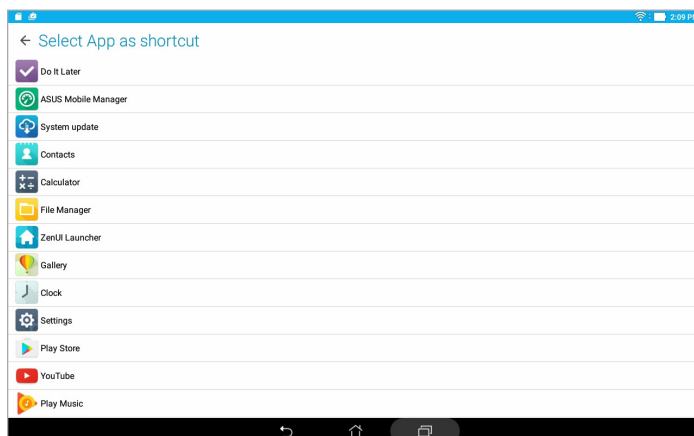 2:09 P
Select App as shortcut
Do It Later
ASUS Mobile Manager
System update
Contacts
Calculator
File Manager
ZenUI Launcher
Gallery
Clock
Settings
Play Store
YouTube
Play Music